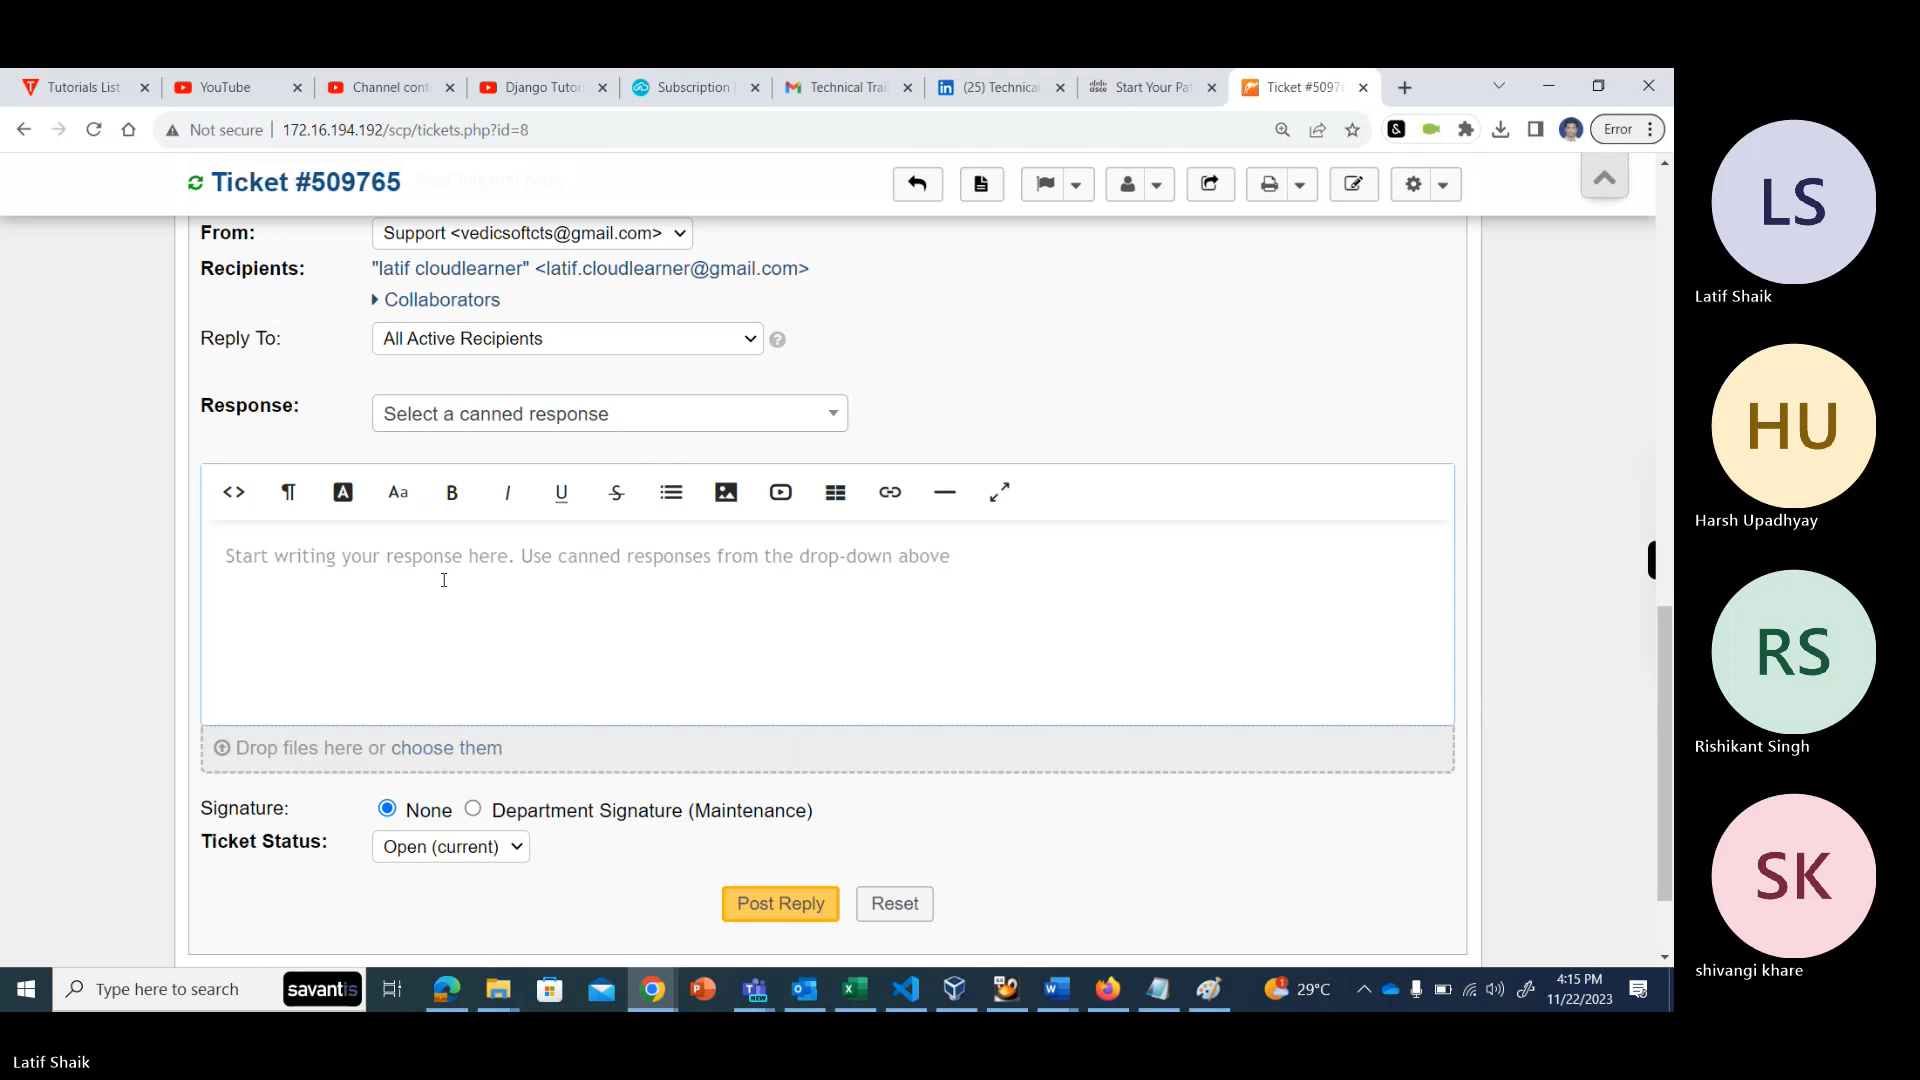 Tutorials List
YouTube
Channel cont
Django Tutor
Subscription
Technical Trai
(25) Technical
Start Your Pat
Ticket #5097
Not secure
172.16.194.192/scp/tickets.php?id=8
Error
Ticket #509765
Post Internal Note
From:
Support <vedicsoftcts@gmail.com>
Recipients:
"latif cloudlearner" <latif.cloudlearner@gmail.com>
Collaborators
Reply To:
All Active Recipients
Response:
Select a canned response
Aa
B
I
U
S
Start writing your response here. Use canned responses from the drop-down above
Drop files here or choose them
Signature:
None
Department Signature (Maintenance)
Ticket Status:
Open (current)
Post Reply
Reset
Type here to search
savantis
29°C
4:15 PM
11/22/2023
LS
Latif Shaik
HU
Harsh Upadhyay
RS
Rishikant Singh
SK
shivangi khare
Latif Shaik